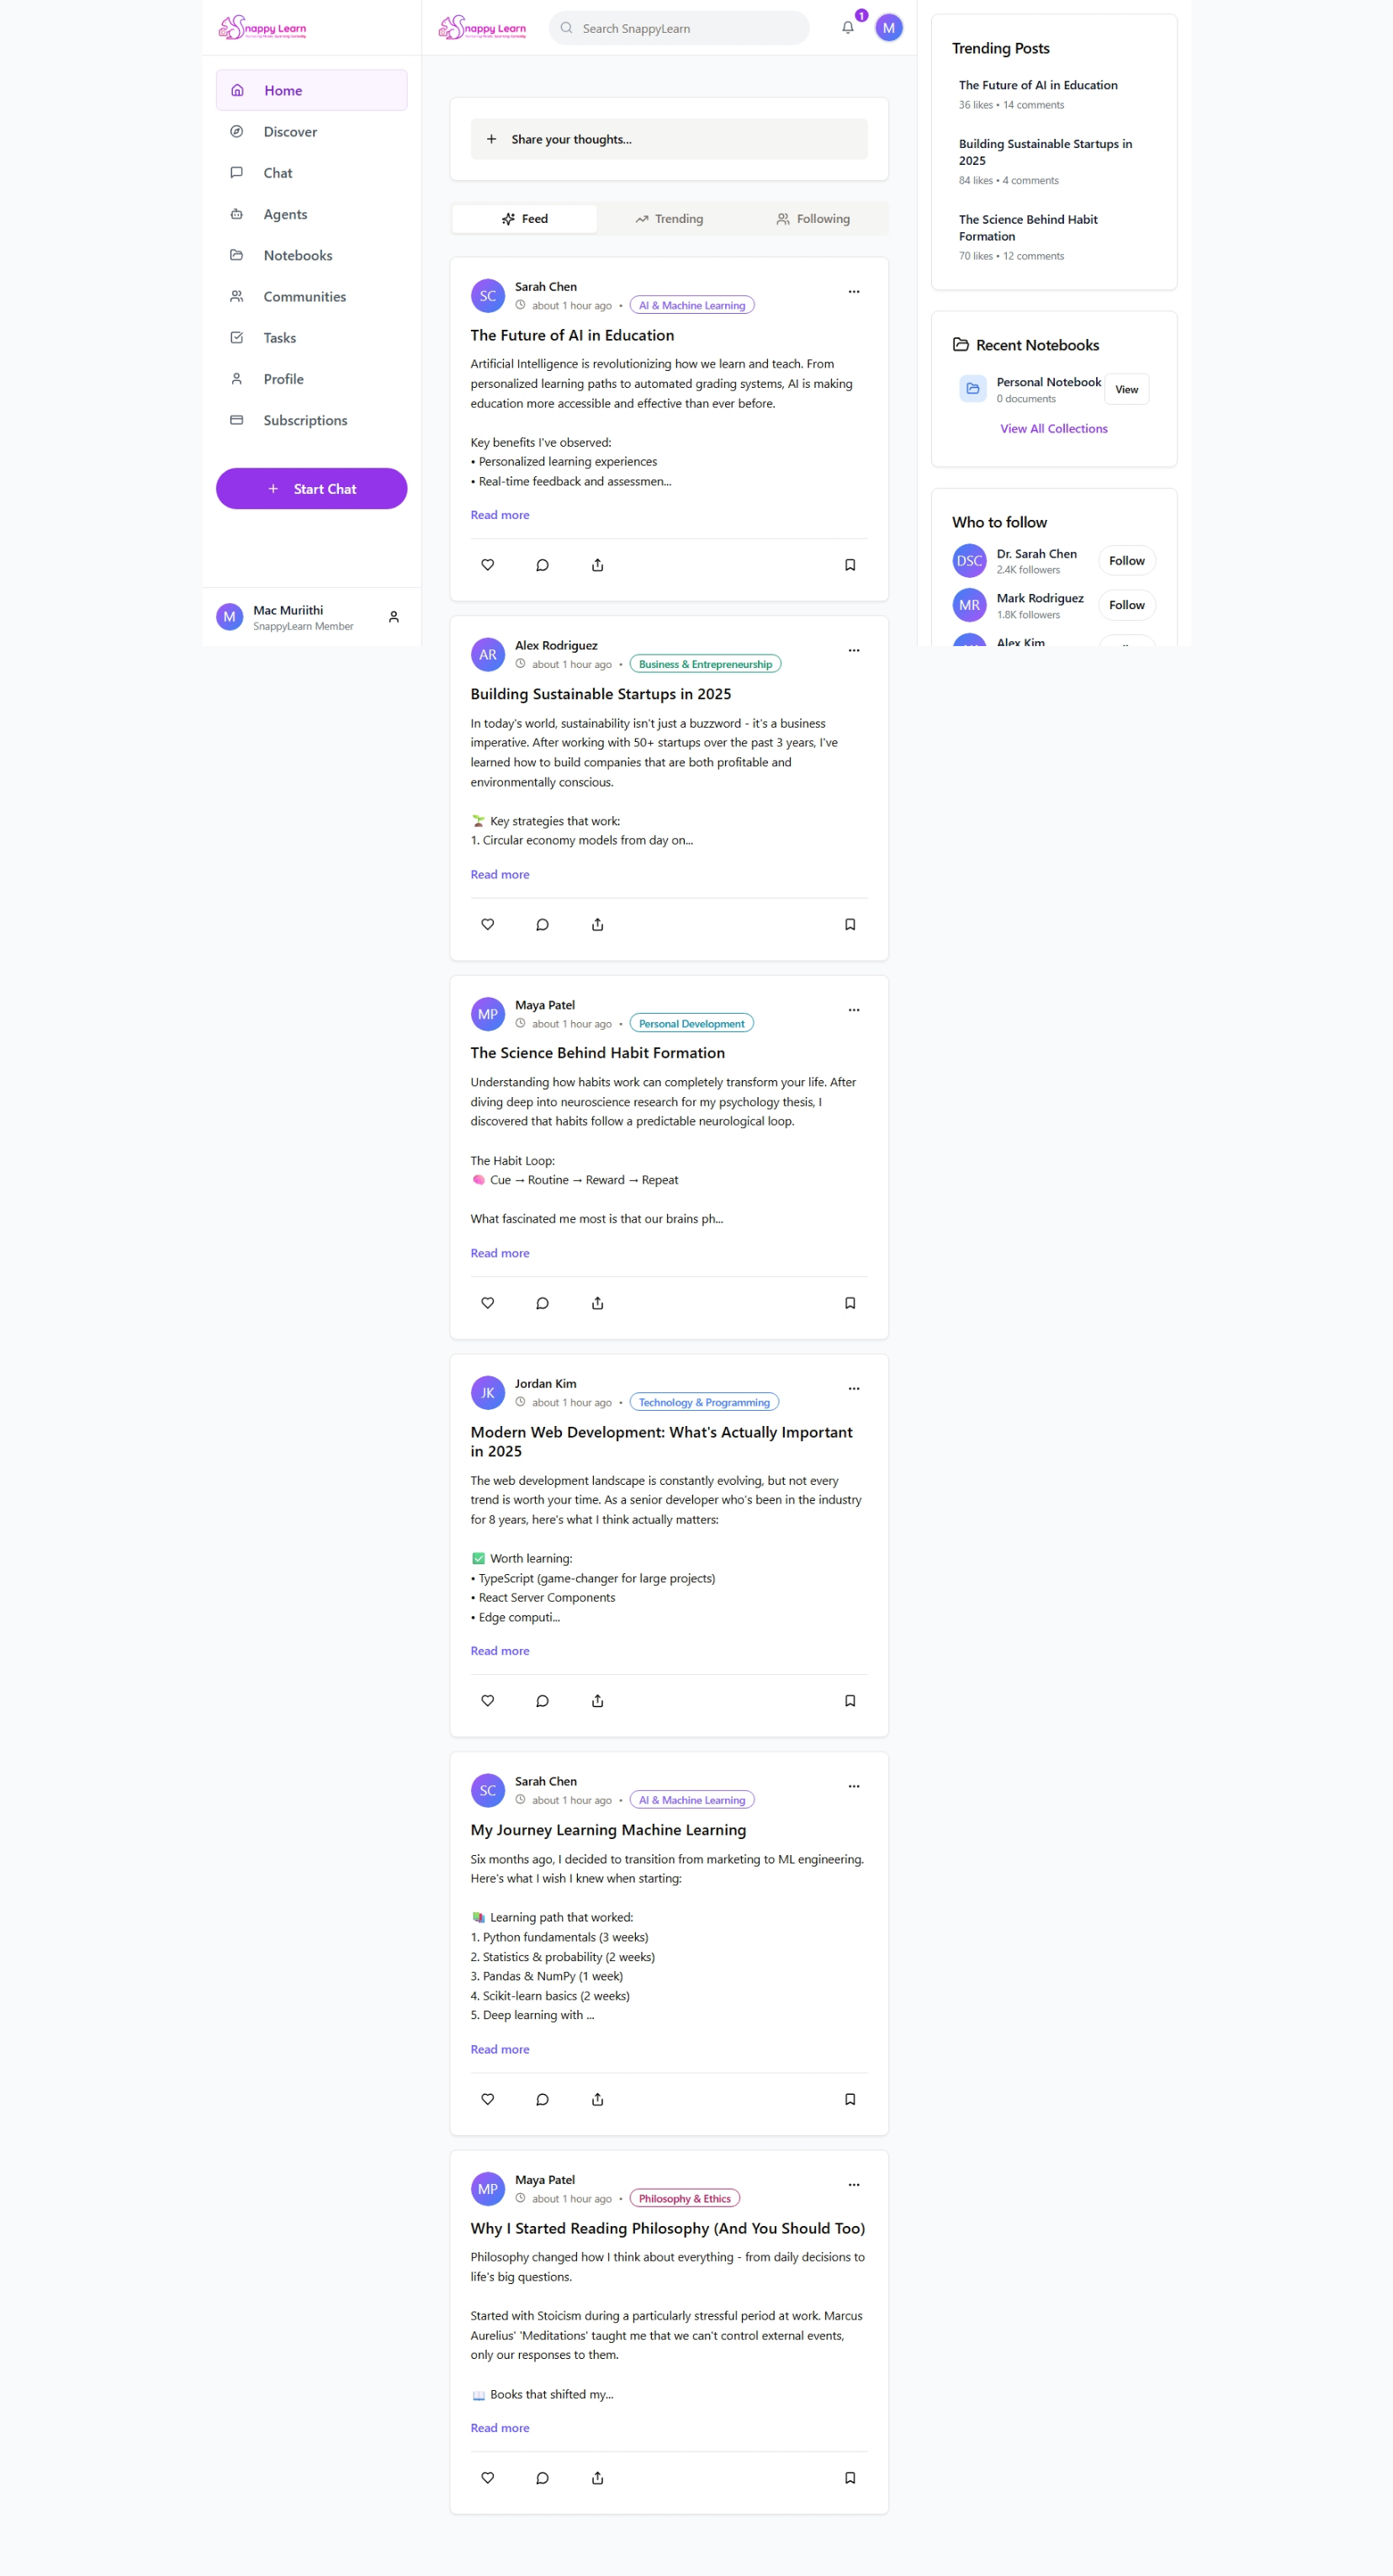 Snappy Learn
Home
Discover
Chat
Agents
Notebooks
Communities
Tasks
Profile
Subscriptions
+ Start Chat
M
Mac Muriithi
SnappyLearn Member
Snappy Learn
Search SnappyLearn
1
M
+ Share your thoughts...
Feed
Trending
Following
SC
Sarah Chen
about 1 hour ago • AI & Machine Learning
The Future of AI in Education
Artificial Intelligence is revolutionizing how we learn and teach. From
personalized learning paths to automated grading systems, AI is making
education more accessible and effective than ever before.
Key benefits I've observed:
• Personalized learning experiences
• Real-time feedback and assessmen...
Read more
AR
Alex Rodriguez
about 1 hour ago • Business & Entrepreneurship
Building Sustainable Startups in 2025
In today's world, sustainability isn't just a buzzword - it's a business
imperative. After working with 50+ startups over the past 3 years, I've
learned how to build companies that are both profitable and
environmentally conscious.
🌱 Key strategies that work:
1. Circular economy models from day on...
Read more
MP
Maya Patel
about 1 hour ago • Personal Development
The Science Behind Habit Formation
Understanding how habits work can completely transform your life. After
diving deep into neuroscience research for my psychology thesis, I
discovered that habits follow a predictable neurological loop.
The Habit Loop:
🧠 Cue → Routine → Reward → Repeat
What fascinated me most is that our brains ph...
Read more
JK
Jordan Kim
about 1 hour ago • Technology & Programming
Modern Web Development: What's Actually Important
in 2025
The web development landscape is constantly evolving, but not every
trend is worth your time. As a senior developer who's been in the industry
for 8 years, here's what I think actually matters:
✅ Worth learning:
• TypeScript (game-changer for large projects)
• React Server Components
• Edge computi...
Read more
SC
Sarah Chen
about 1 hour ago • AI & Machine Learning
My Journey Learning Machine Learning
Six months ago, I decided to transition from marketing to ML engineering.
Here's what I wish I knew when starting:
📚 Learning path that worked:
1. Python fundamentals (3 weeks)
2. Statistics & probability (2 weeks)
3. Pandas & NumPy (1 week)
4. Scikit-learn basics (2 weeks)
5. Deep learning with ...
Read more
MP
Maya Patel
about 1 hour ago • Philosophy & Ethics
Why I Started Reading Philosophy (And You Should Too)
Philosophy changed how I think about everything - from daily decisions to
life's big questions.
Started with Stoicism during a particularly stressful period at work. Marcus
Aurelius' 'Meditations' taught me that we can't control external events,
only our responses to them.
📖 Books that shifted my...
Read more
Trending Posts
The Future of AI in Education
36 likes • 14 comments
Building Sustainable Startups in
2025
84 likes • 4 comments
The Science Behind Habit
Formation
70 likes • 12 comments
Recent Notebooks
Personal Notebook
0 documents
View
View All Collections
Who to follow
DSC
Dr. Sarah Chen
2.4K followers
Follow
MR
Mark Rodriguez
1.8K followers
Follow
Alex Kim